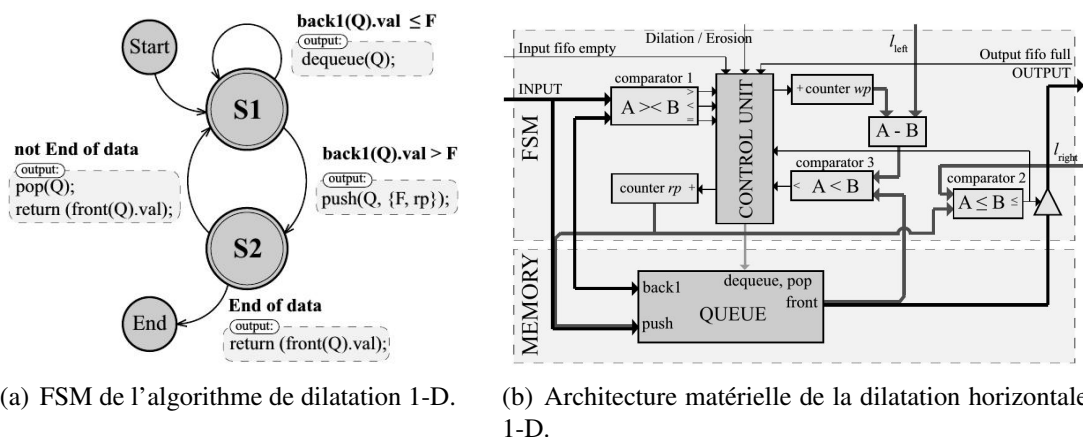 Start
back1(Q).val ≤ F
output:
dequeue(Q);
S1
not End of data
output:
pop(Q);
return (front(Q).val);
back1(Q).val > F
output:
push(Q, {F, rp});
S2
End
End of data
output:
return (front(Q).val);
(a) FSM de l'algorithme de dilatation 1-D.
Input fifo empty
Dilation / Erosion
l left
Output fifo full
OUTPUT
INPUT
comparator 1
A >< B
>
<
=
CONTROL UNIT
+ counter wp
A - B
FSM
comparator 3
< A < B
counter rp +
l right
comparator 2
A ≤ B ≤
MEMORY
dequeue, pop
back1
front
QUEUE
push
(b) Architecture matérielle de la dilatation horizontale
1-D.